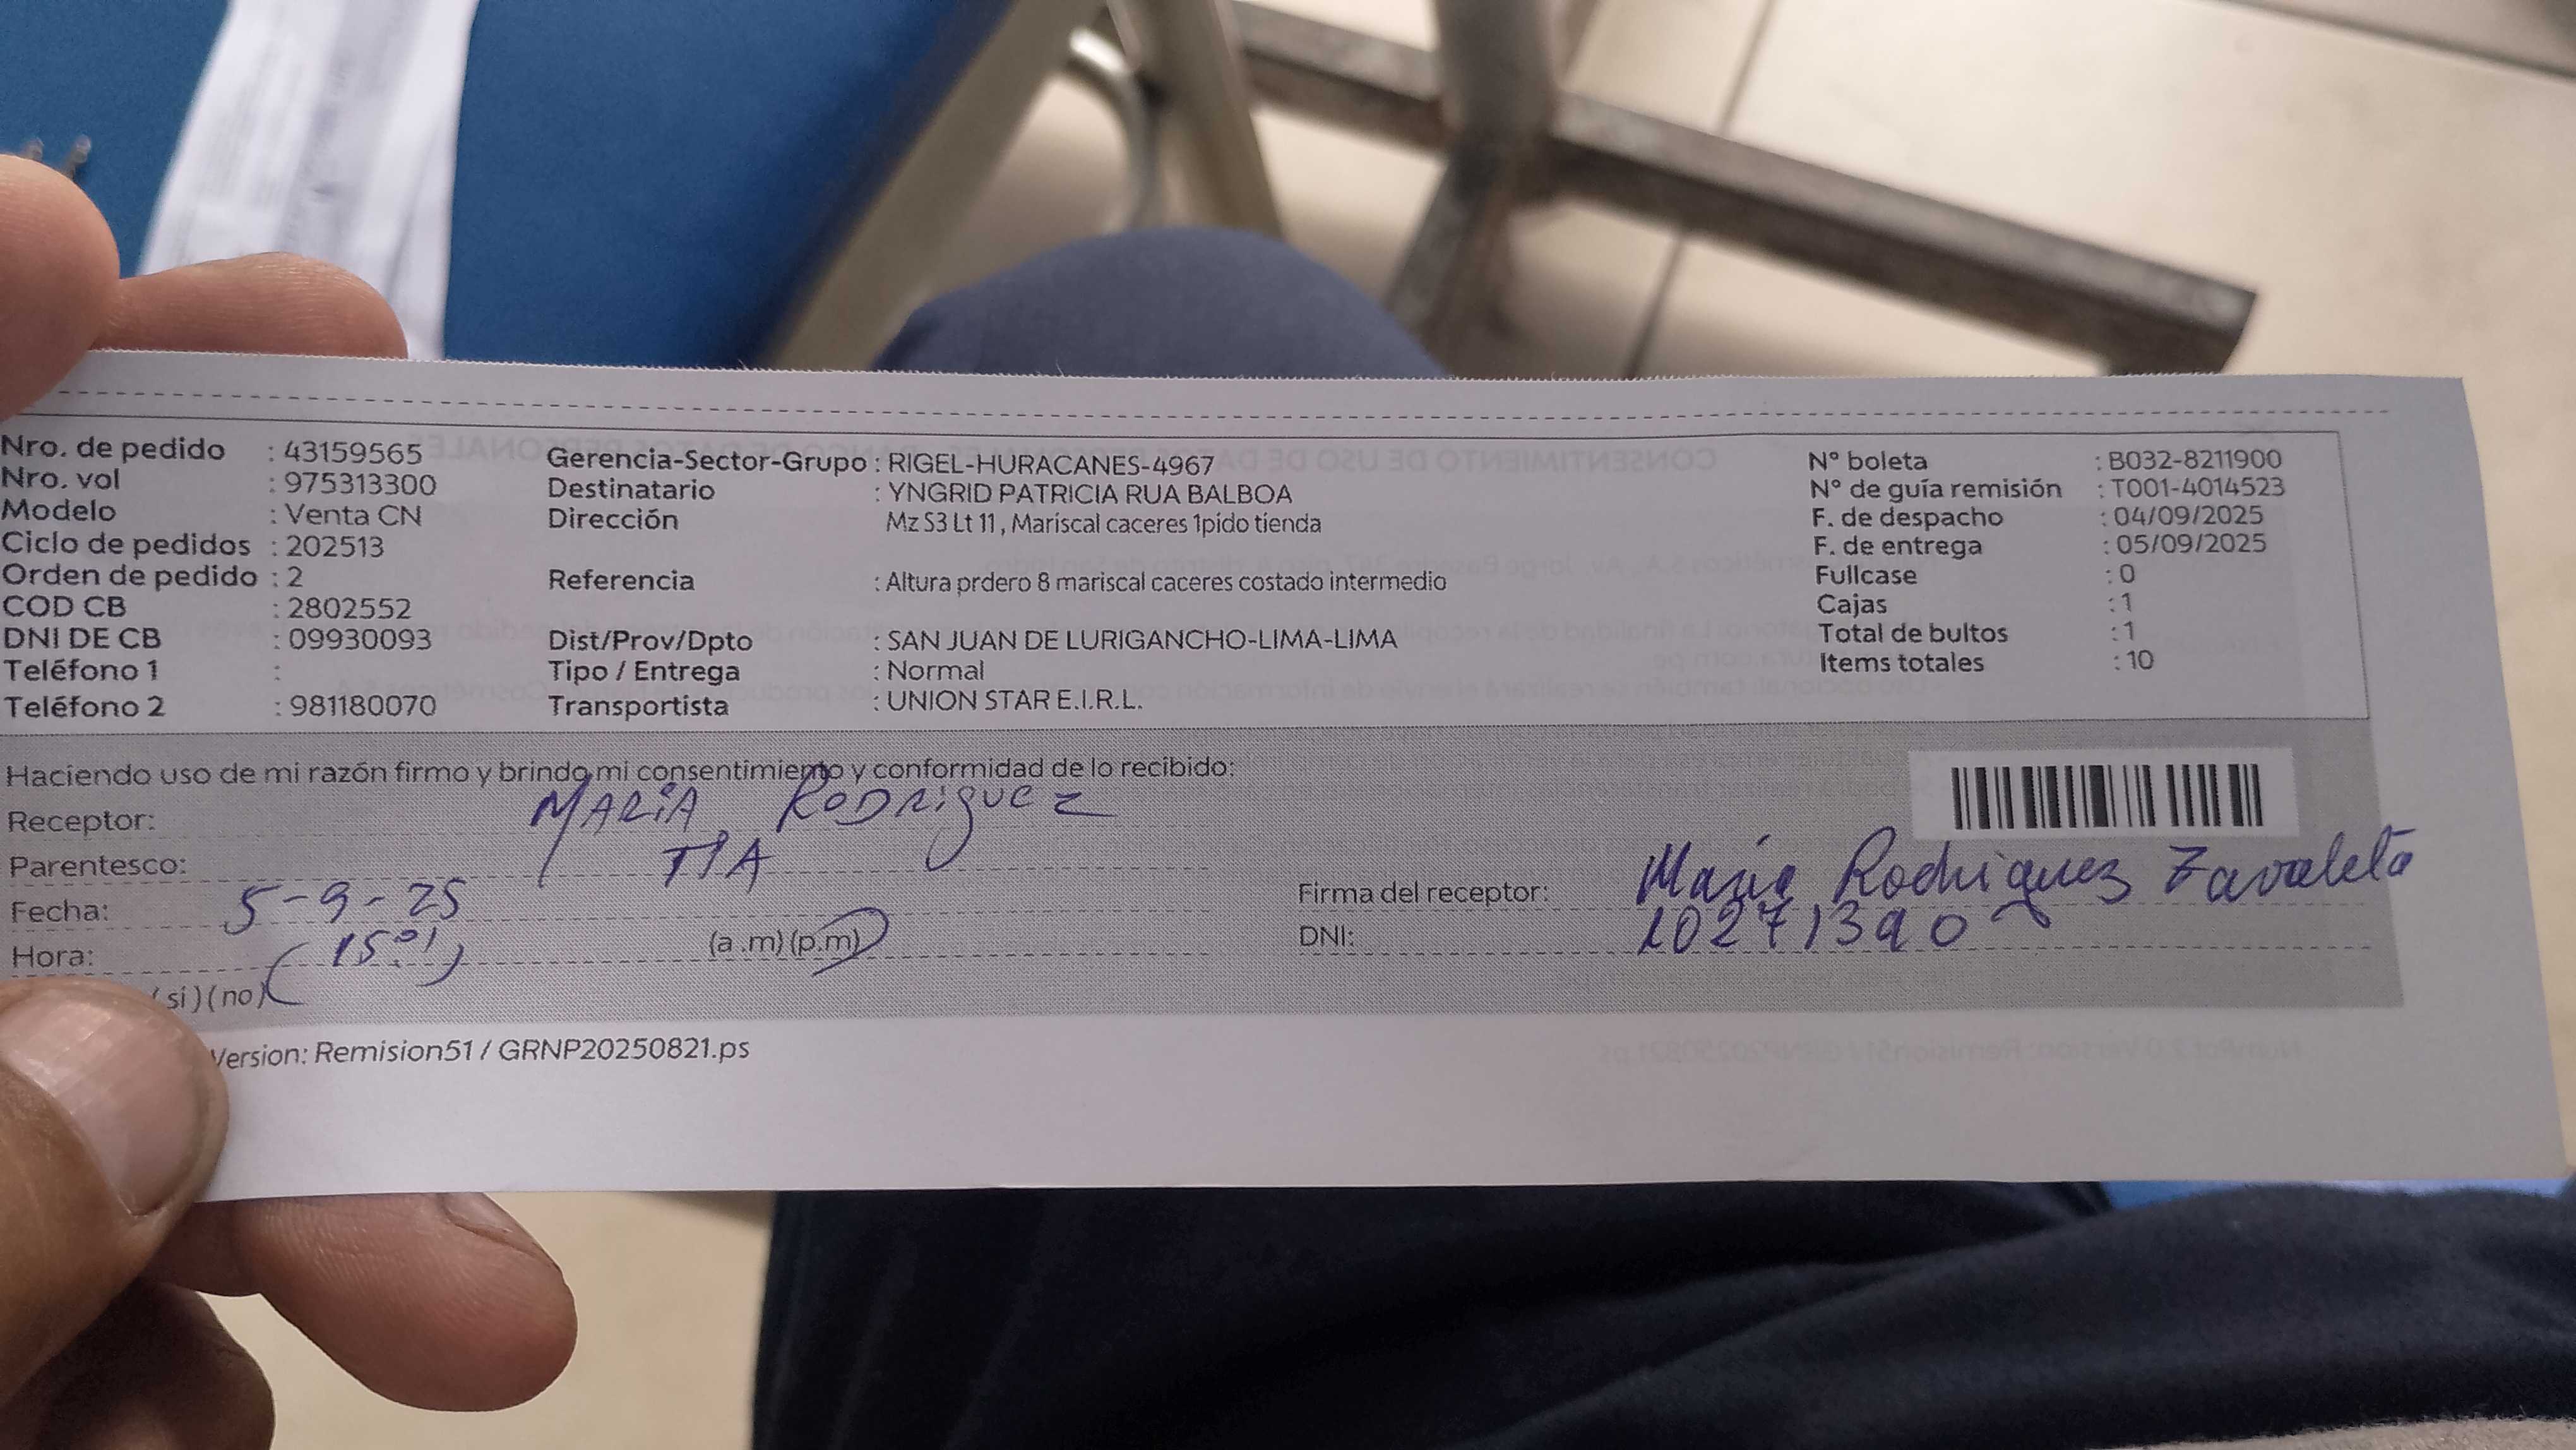 Nro. de pedido : 43159565
Nro. vol : 975313300
Modelo : Venta CN
Ciclo de pedidos : 202513
Orden de pedido : 2
COD CB : 2802552
DNI DE CB : 09930093
Teléfono 1 :
Teléfono 2 : 981180070
Gerencia-Sector-Grupo : RIGEL-HURACANES-4967
Destinatario : YNGRID PATRICIA RUA BALBOA
Dirección Mz S3 Lt 11, Mariscal caceres 1pido tienda
Referencia : Altura prdero 8 mariscal caceres costado intermedio
Dist/Prov/Dpto : SAN JUAN DE LURIGANCHO-LIMA-LIMA
Tipo / Entrega : Normal
Transportista : UNION STAR E.I.R.L.
N° boleta : B032-8211900
N° de guía remisión : T001-4014523
F. de despacho : 04/09/2025
F. de entrega : 05/09/2025
Fullcase : 0
Cajas : 1
Total de bultos : 1
Items totales : 10
Haciendo uso de mi razón firmo y brindo mi consentimiento y conformidad de lo recibido:
Receptor: MARIA RODRIGUEZ
Parentesco: TIA
Fecha: 5-9-25
Hora: (15:01) (a.m) (p.m)
(si) (no)
Firma del receptor: María Rodriguez Zavaleta
DNI: 10271390
Version: Remision51 / GRNP20250821.ps